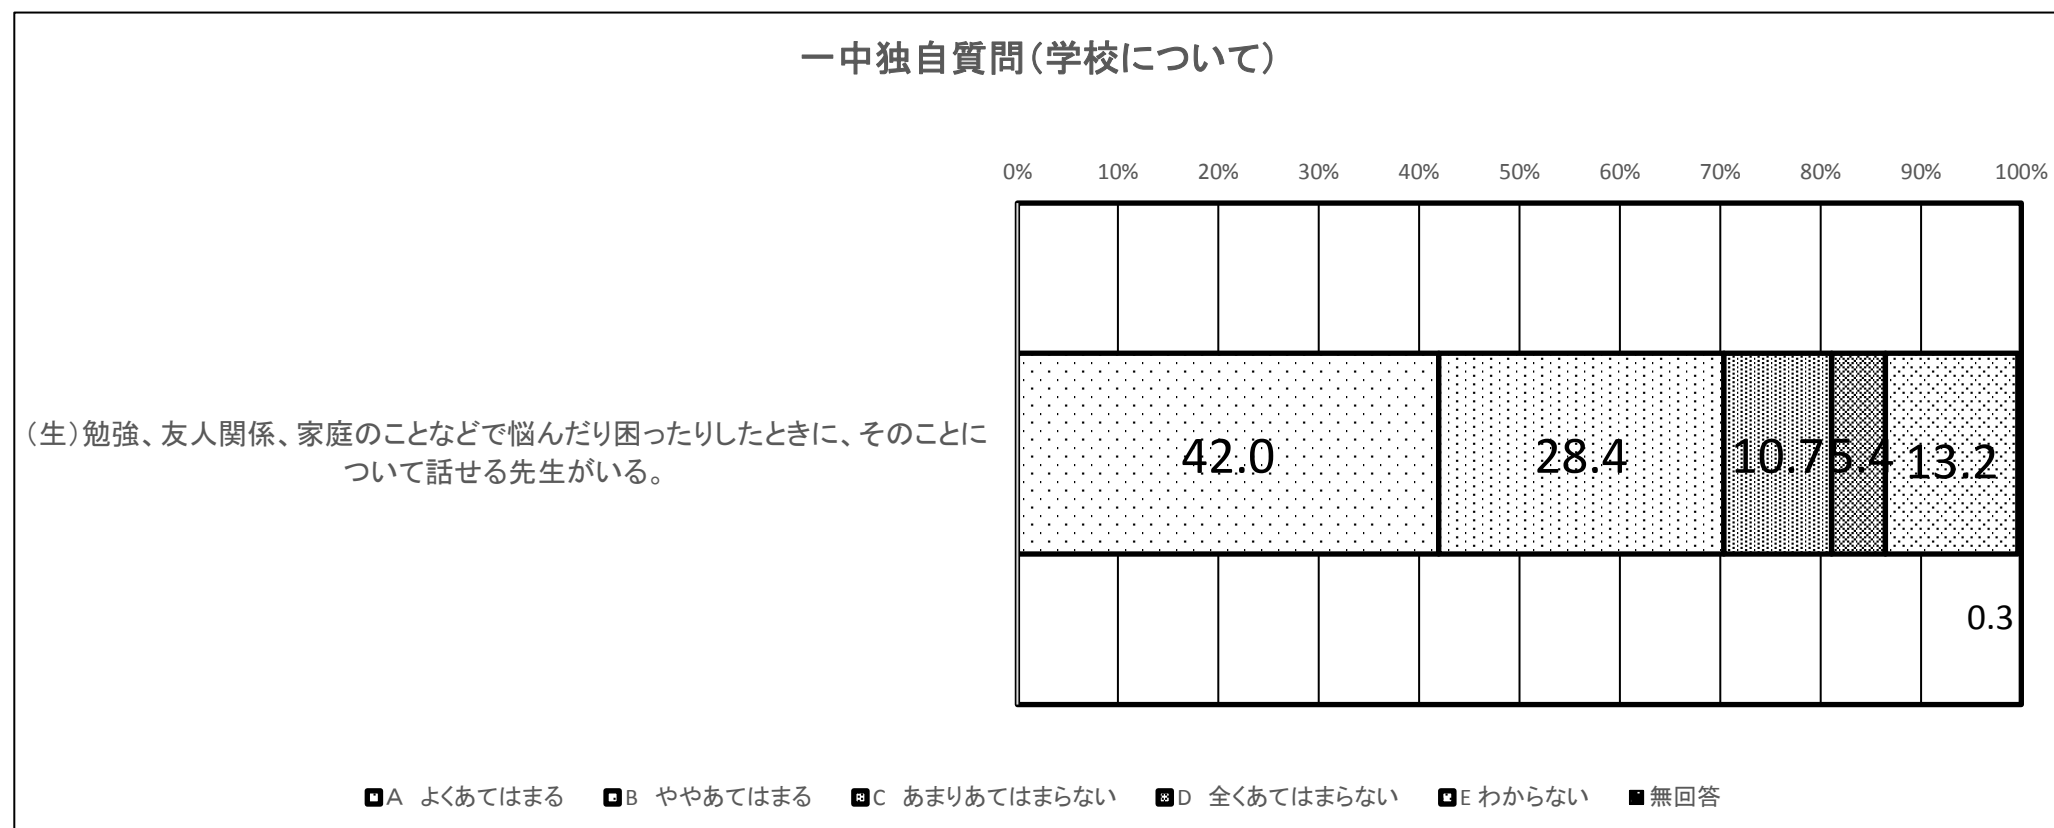 一中独自質問（学校について）
0% 10% 20% 30% 40% 50% 60% 70% 80% 90% 100%
（生）勉強、友人関係、家庭のことなどで悩んだり困ったりしたときに、そのことに
ついて話せる先生がいる。
42.0 28.4 10.7 5.4 13.2
0.3
A　よくあてはまる B　ややあてはまる C　あまりあてはまらない D　全くあてはまらない E わからない 無回答